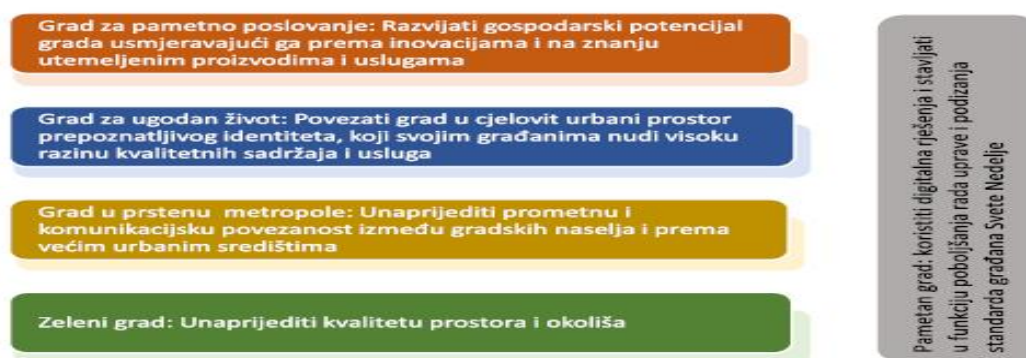 Grad za pametno poslovanje: Razvijati gospodarski potencijal
grada usmjeravajući ga prema inovacijama i na znanju
utemeljenim proizvodima i uslugama
Grad za ugodan život: Povezati grad u cjelovit urbani prostor
prepoznatljivog identiteta, koji svojim građanima nudi visoku
razinu kvalitetnih sadržaja i usluga
Grad u prstenu metropole: Unaprijediti prometnu i
komunikacijsku povezanost između gradskih naselja i prema
većim urbanim središtima
Zeleni grad: Unaprijediti kvalitetu prostora i okoliša
Pametan grad: koristiti digitalna rješenja i stavljati
u funkciju poboljšanja rada uprave i podizanja
standarda građana Svete Nedelje